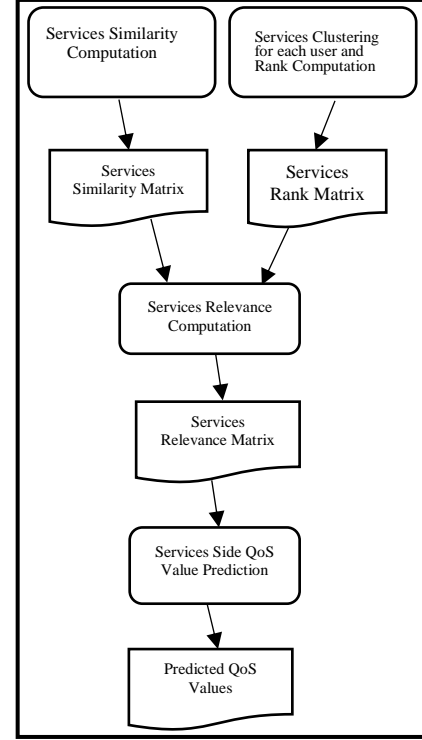 Services Similarity
Computation
Services Clustering
for each user and
Rank Computation
Services
Similarity Matrix
Services
Rank Matrix
Services Relevance
Computation
Services
Relevance Matrix
Services Side QoS
Value Prediction
Predicted QoS
Values